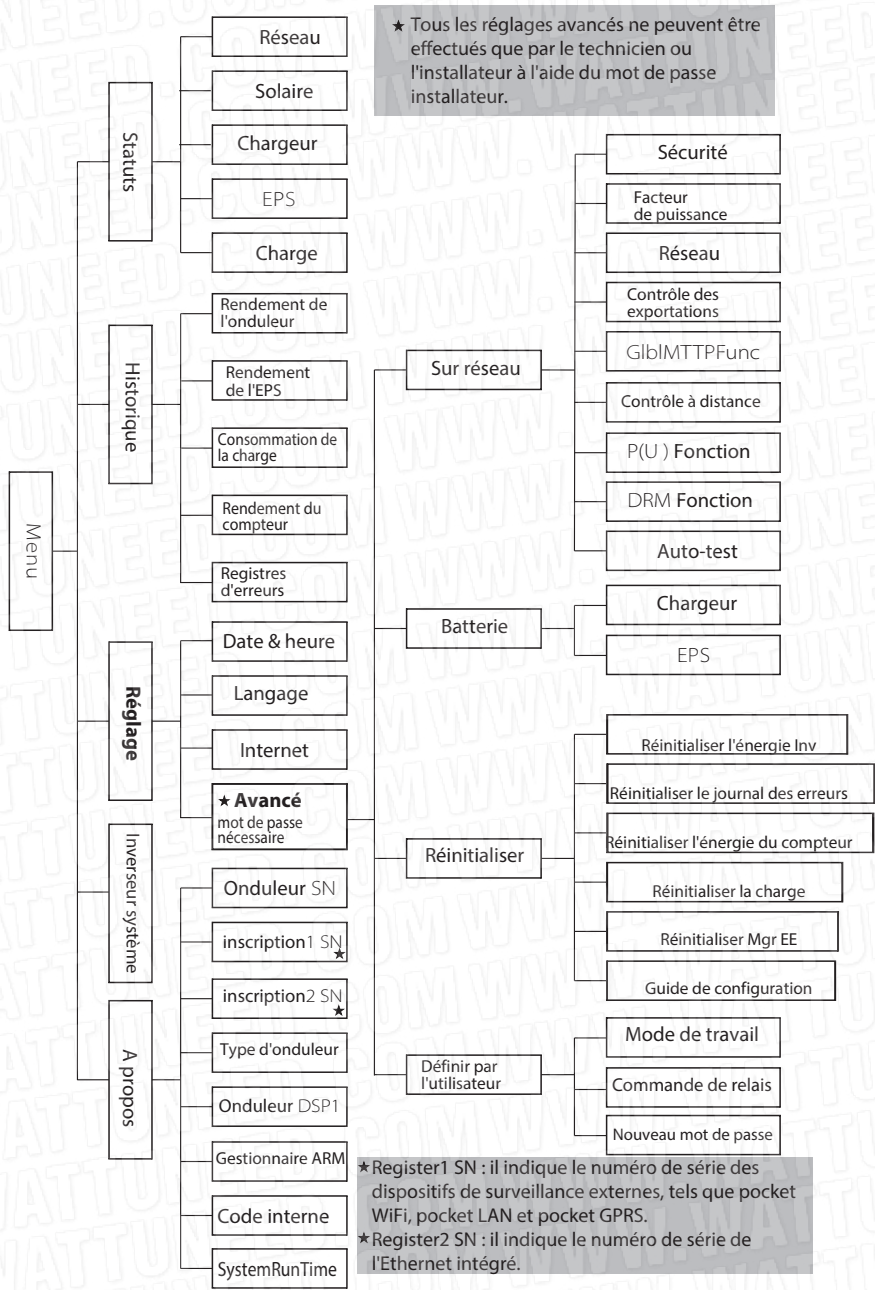 ★ Tous les réglages avancés ne peuvent être
effectués que par le technicien ou
l'installateur à l'aide du mot de passe
installateur.
Menu
Statuts
Réseau
Solaire
Chargeur
EPS
Charge
Historique
Rendement de
l'onduleur
Rendement
de l'EPS
Consommation de
la charge
Rendement du
compteur
Registres
d'erreurs
Réglage
Date & heure
Langage
Internet
★ Avancé
mot de passe
nécessaire
Inverseur système
A propos
Onduleur SN
inscription1 SN
★
inscription2 SN
★
Type d'onduleur
Onduleur DSP1
Gestionnaire ARM
Code interne
SystemRunTime
Sur réseau
Sécurité
Facteur
de puissance
Réseau
Contrôle des
exportations
GlblMTTPFunc
Contrôle à distance
P(U ) Fonction
DRM Fonction
Auto-test
Batterie
Chargeur
EPS
Réinitialiser
Réinitialiser l'énergie Inv
Réinitialiser le journal des erreurs
Réinitialiser l'énergie du compteur
Réinitialiser la charge
Réinitialiser Mgr EE
Guide de configuration
Définir par
l'utilisateur
Mode de travail
Commande de relais
Nouveau mot de passe
★Register1 SN : il indique le numéro de série des
dispositifs de surveillance externes, tels que pocket
WiFi, pocket LAN et pocket GPRS.
★Register2 SN : il indique le numéro de série de
l'Ethernet intégré.
WWW.WATTUNEED.COM